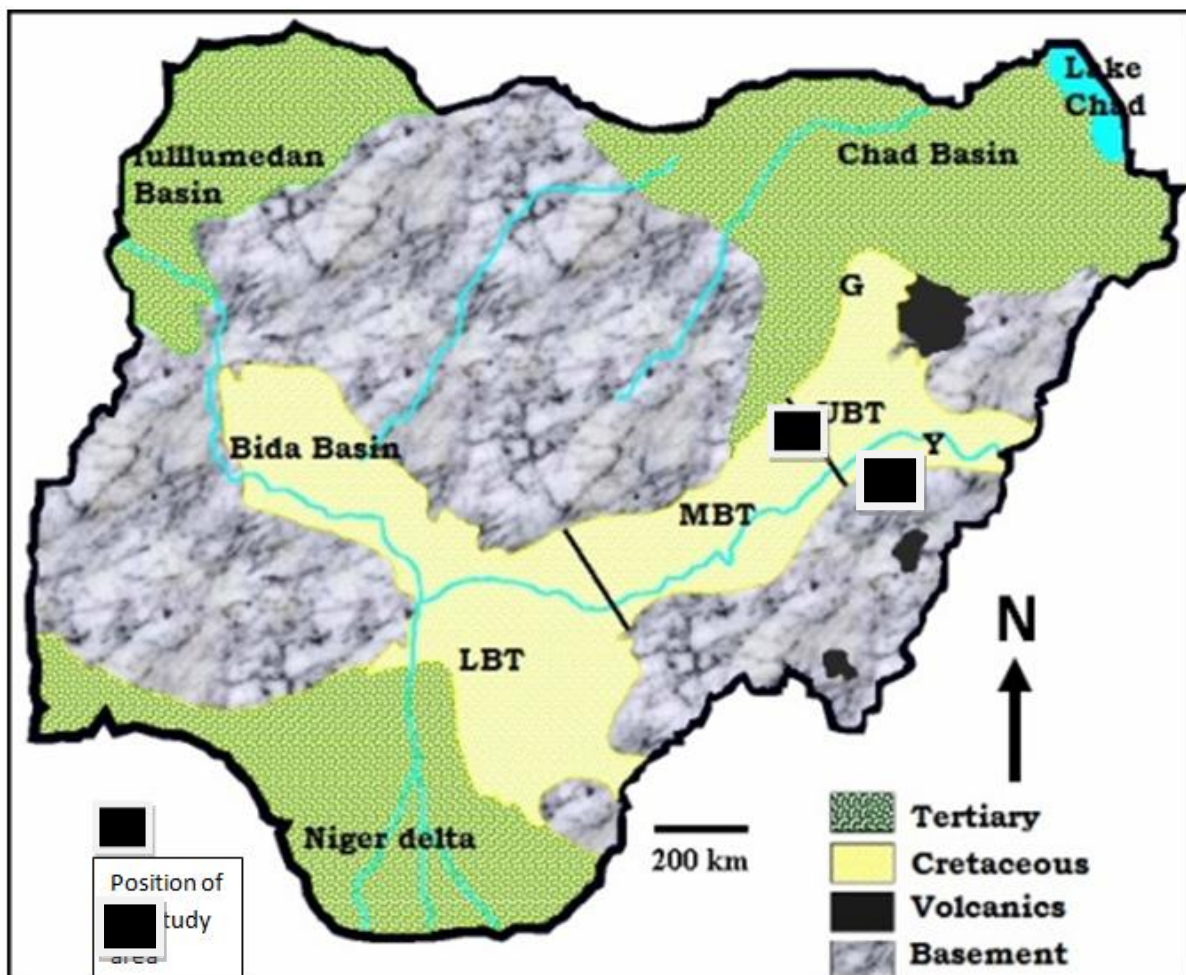 Lake
Chad
Iulllumedan
Basin
Chad Basin
G
UBT
Bida Basin
Y
MBT
N
LBT
Niger delta
200 km
Tertiary
Cretaceous
Volcanics
Basement
Position of
area